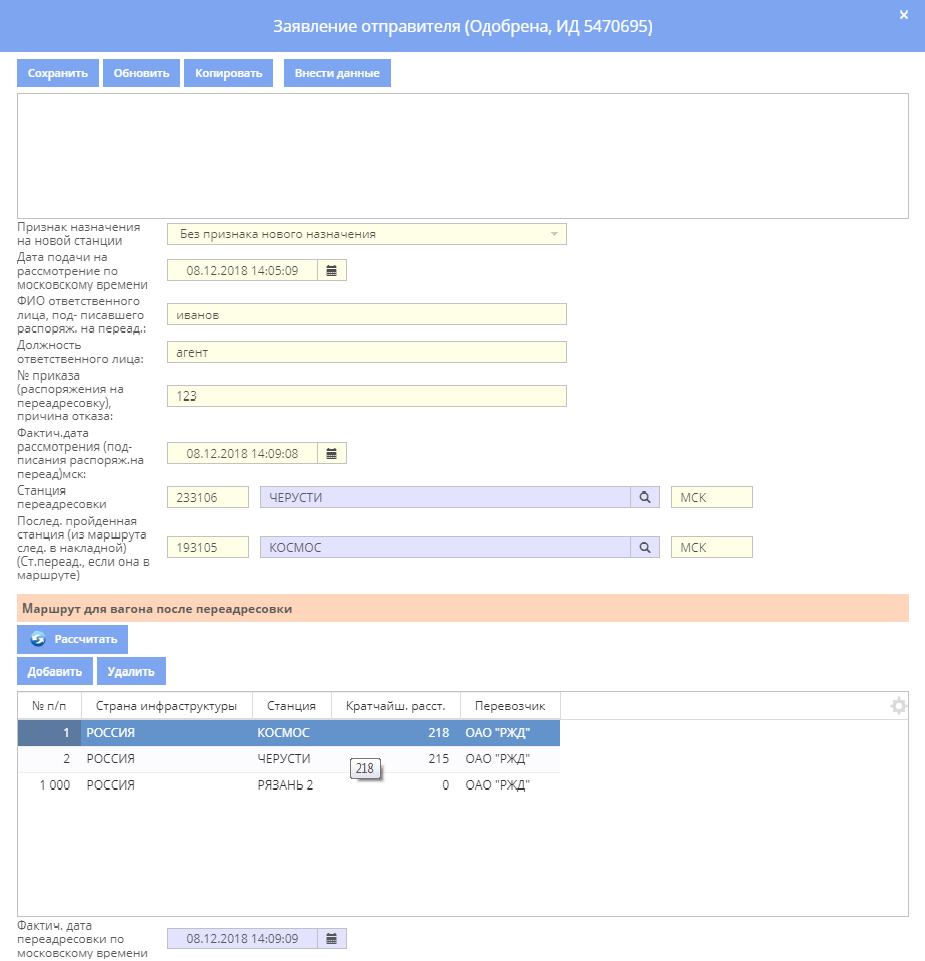 Заявление отправителя (Одобрена, ИД 5470695)
×
Сохранить Обновить Копировать Внести данные
Признак назначения
на новой станции
Без признака нового назначения
Дата подачи на
рассмотрение по
московскому времени
08.12.2018 14:05:09
ФИО ответственного
лица, под- писавшего
распоряж. на переад.:
иванов
Должность
ответственного лица:
агент
№ приказа
(распоряжения на
переадресовку),
причина отказа:
123
Фактич.дата
рассмотрения (под-
писания распоряж.на
переад)мск:
08.12.2018 14:09:08
Станция
переадресовки
233106 ЧЕРУСТИ МСК
Послед. пройденная
станция (из маршрута
след. в накладной)
(Ст.переад., если она в
маршруте)
193105 КОСМОС МСК
Маршрут для вагона после переадресовки
Рассчитать
Добавить Удалить
№ п/п Страна инфраструктуры Станция Кратчайш. расст. Перевозчик
1 РОССИЯ КОСМОС 218 ОАО "РЖД"
2 РОССИЯ ЧЕРУСТИ 215 ОАО "РЖД"
218
1 000 РОССИЯ РЯЗАНЬ 2 0 ОАО "РЖД"
Фактич. дата
переадресовки по
московскому времени
08.12.2018 14:09:09